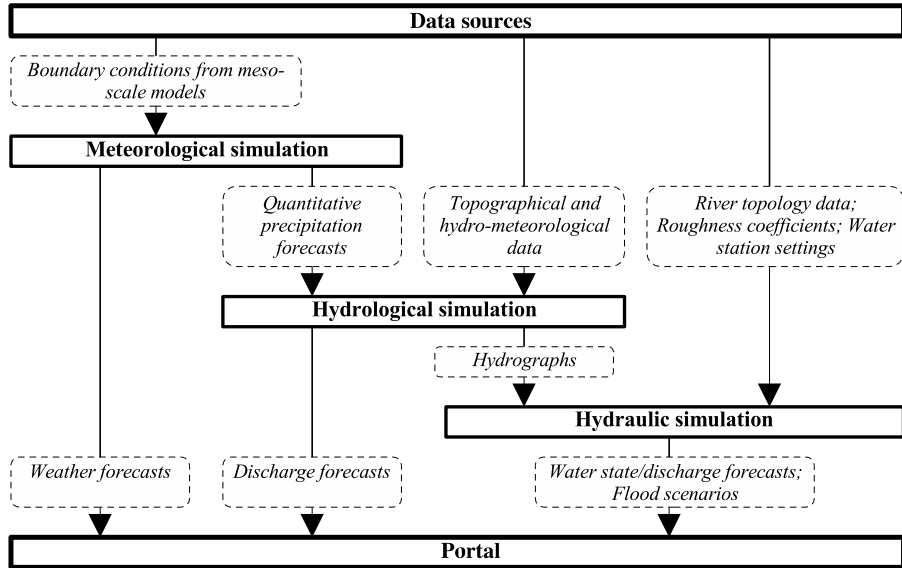 Data sources
Boundary conditions from meso-
scale models
Meteorological simulation
Quantitative
precipitation
forecasts
Topographical and
hydro-meteorological
data
River topology data;
Roughness coefficients; Water
station settings
Hydrological simulation
Hydrographs
Hydraulic simulation
Weather forecasts
Discharge forecasts
Water state/discharge forecasts;
Flood scenarios
Portal